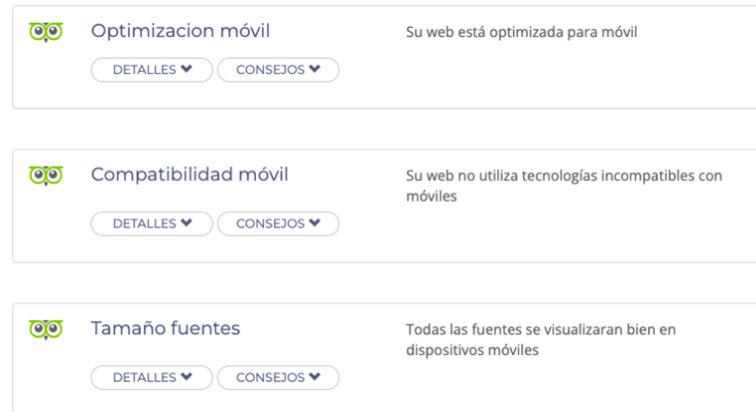 Optimizacion móvil
Su web está optimizada para móvil
DETALLES
CONSEJOS
Compatibilidad móvil
Su web no utiliza tecnologías incompatibles con
móviles
DETALLES
CONSEJOS
Tamaño fuentes
Todas las fuentes se visualizaran bien en
dispositivos móviles
DETALLES
CONSEJOS